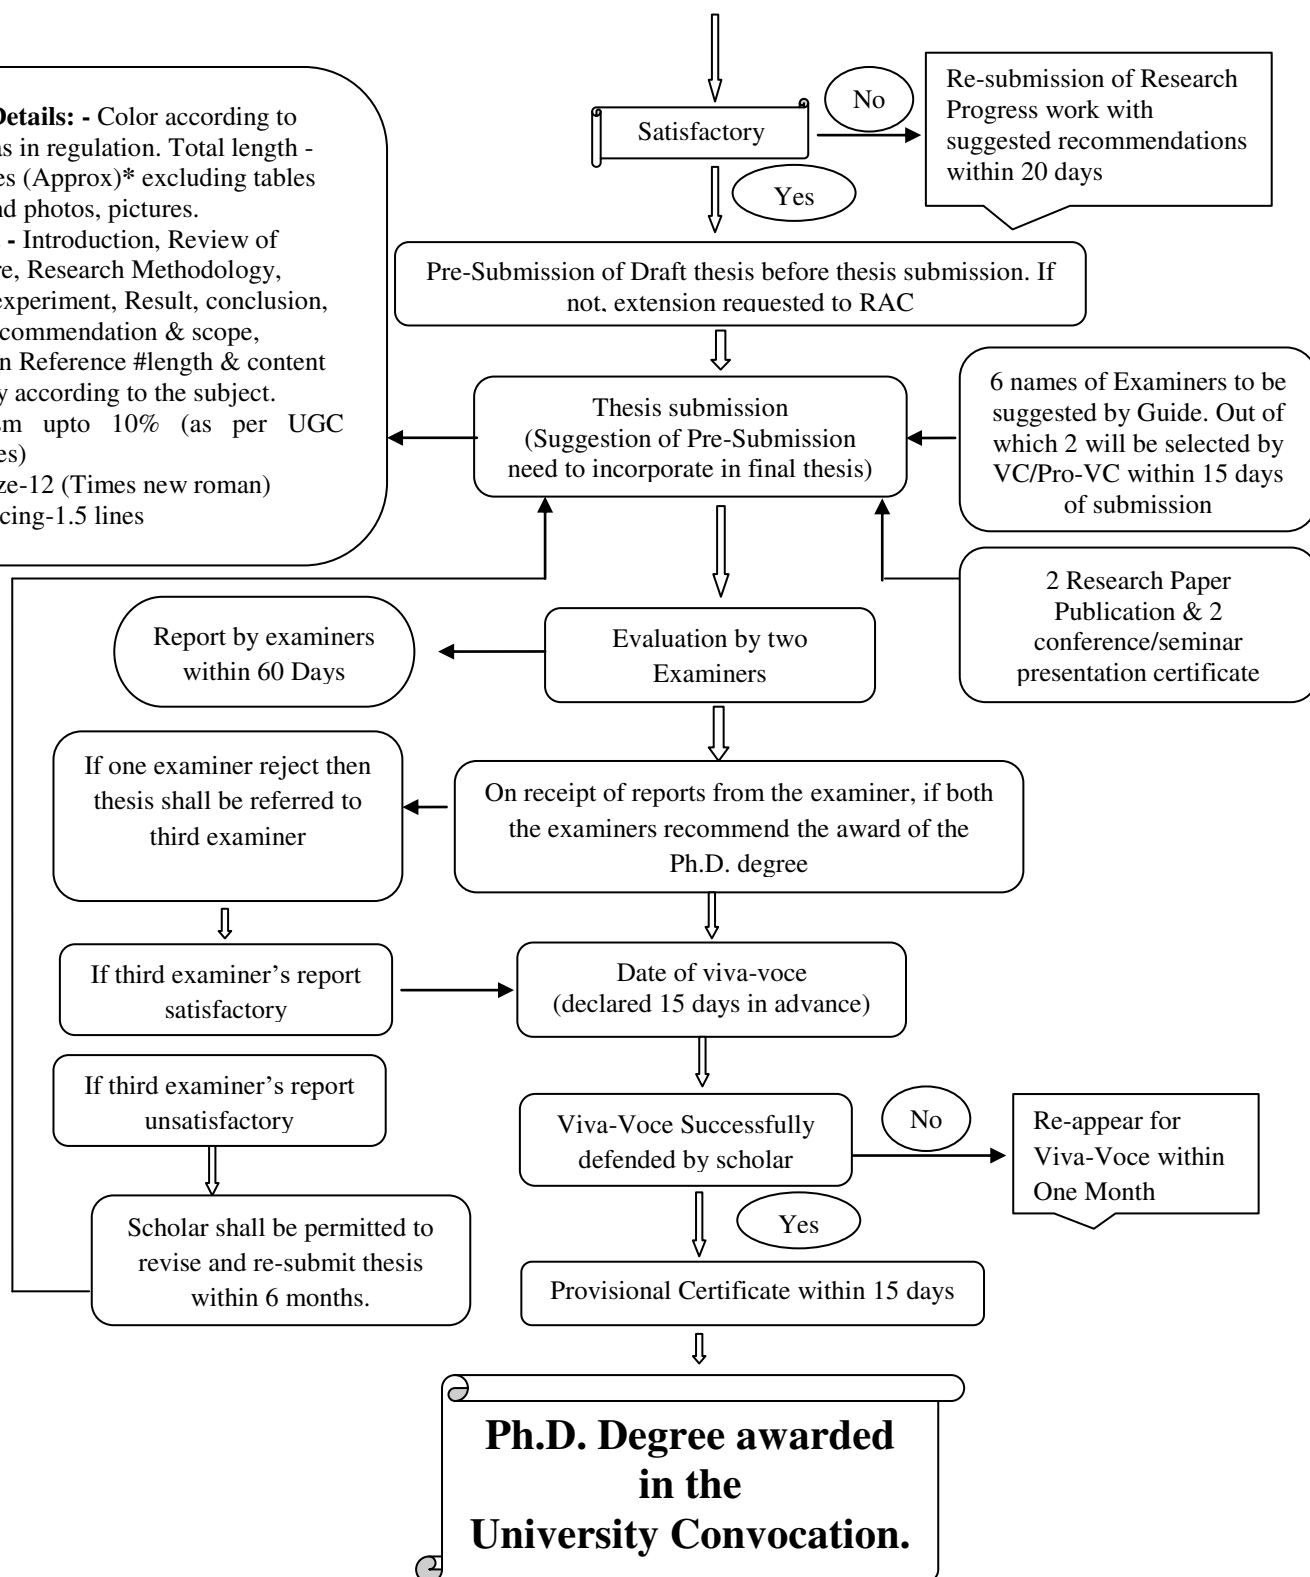 Satisfactory
No
Re-submission of Research
Progress work with
suggested recommendations
within 20 days
Yes
Details: - Color according to
as in regulation. Total length -
es (Approx)* excluding tables
nd photos, pictures.
- Introduction, Review of
re, Research Methodology,
experiment, Result, conclusion,
commendation & scope,
n Reference #length & content
y according to the subject.
sm upto 10% (as per UGC
es)
ze-12 (Times new roman)
cing-1.5 lines
Pre-Submission of Draft thesis before thesis submission. If
not, extension requested to RAC
Thesis submission
(Suggestion of Pre-Submission
need to incorporate in final thesis)
6 names of Examiners to be
suggested by Guide. Out of
which 2 will be selected by
VC/Pro-VC within 15 days
of submission
2 Research Paper
Publication & 2
conference/seminar
presentation certificate
Evaluation by two
Examiners
Report by examiners
within 60 Days
On receipt of reports from the examiner, if both
the examiners recommend the award of the
Ph.D. degree
If one examiner reject then
thesis shall be referred to
third examiner
If third examiner's report
satisfactory
Date of viva-voce
(declared 15 days in advance)
If third examiner's report
unsatisfactory
Viva-Voce Successfully
defended by scholar
No
Re-appear for
Viva-Voce within
One Month
Scholar shall be permitted to
revise and re-submit thesis
within 6 months.
Yes
Provisional Certificate within 15 days
Ph.D. Degree awarded
in the
University Convocation.